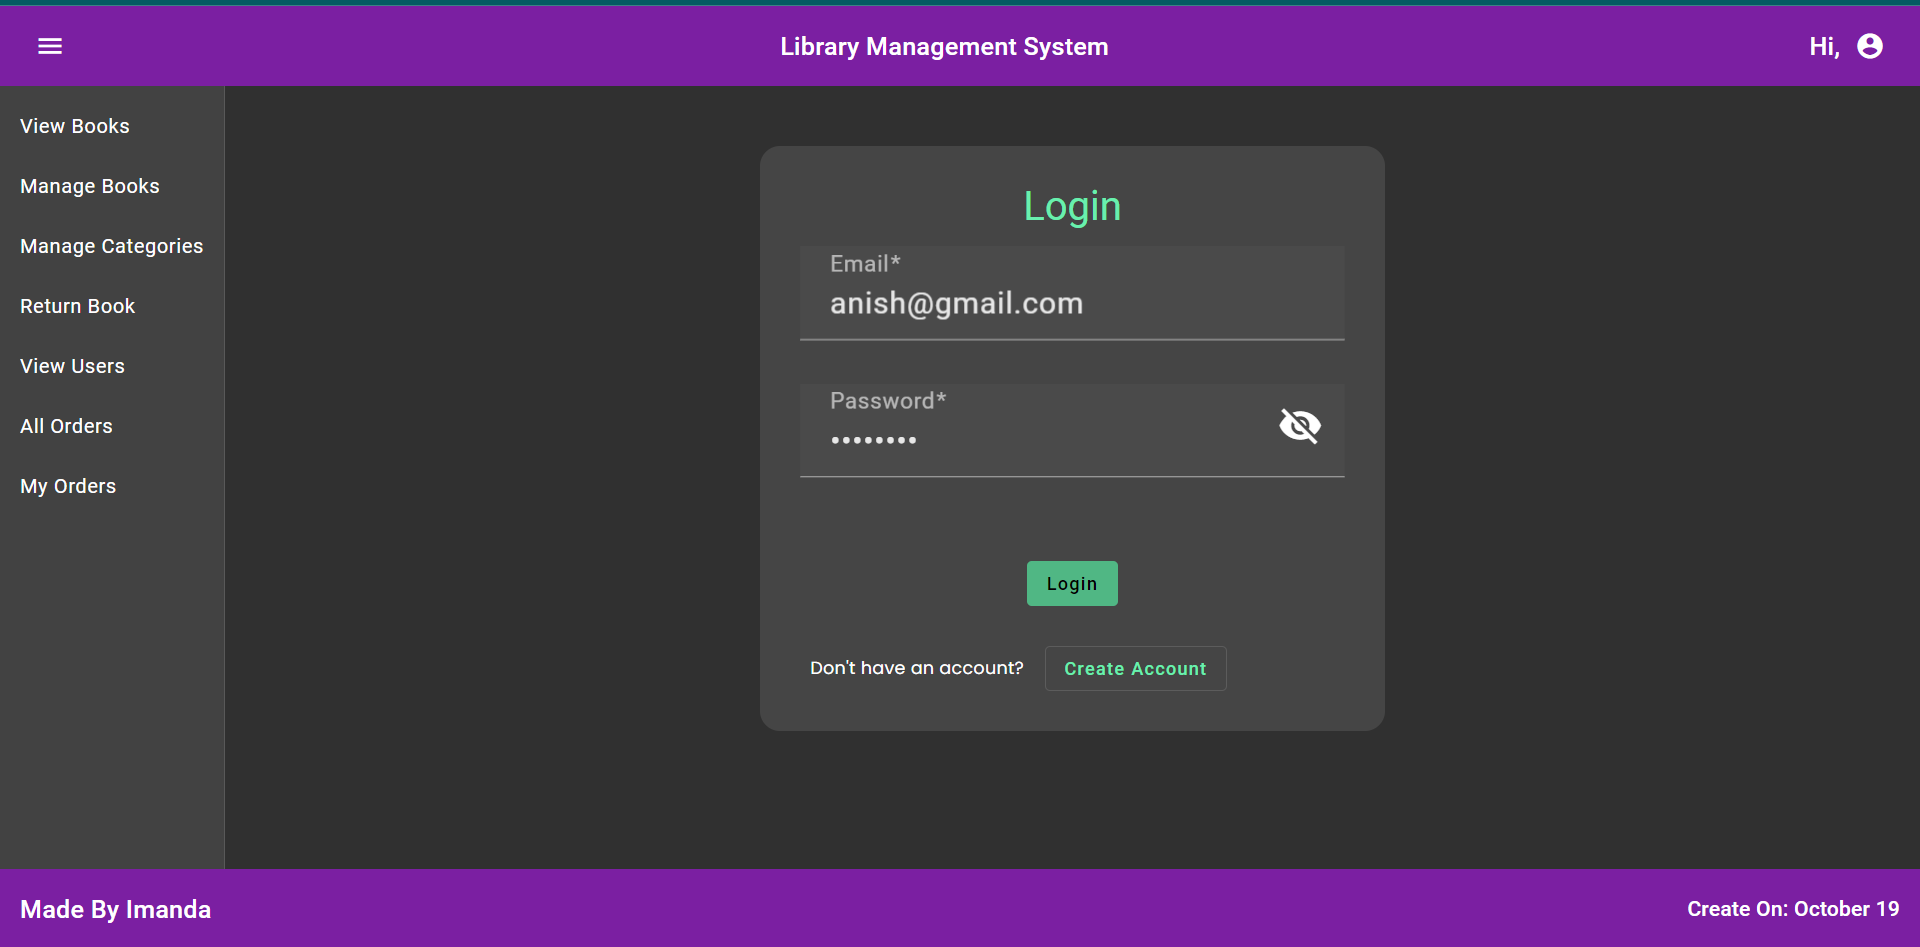 Library Management System
Hi,
View Books
Manage Books
Manage Categories
Return Book
View Users
All Orders
My Orders
Login
Email*
anish@gmail.com
Password*
••••••••
Login
Don't have an account? Create Account
Made By Imanda
Create On: October 19